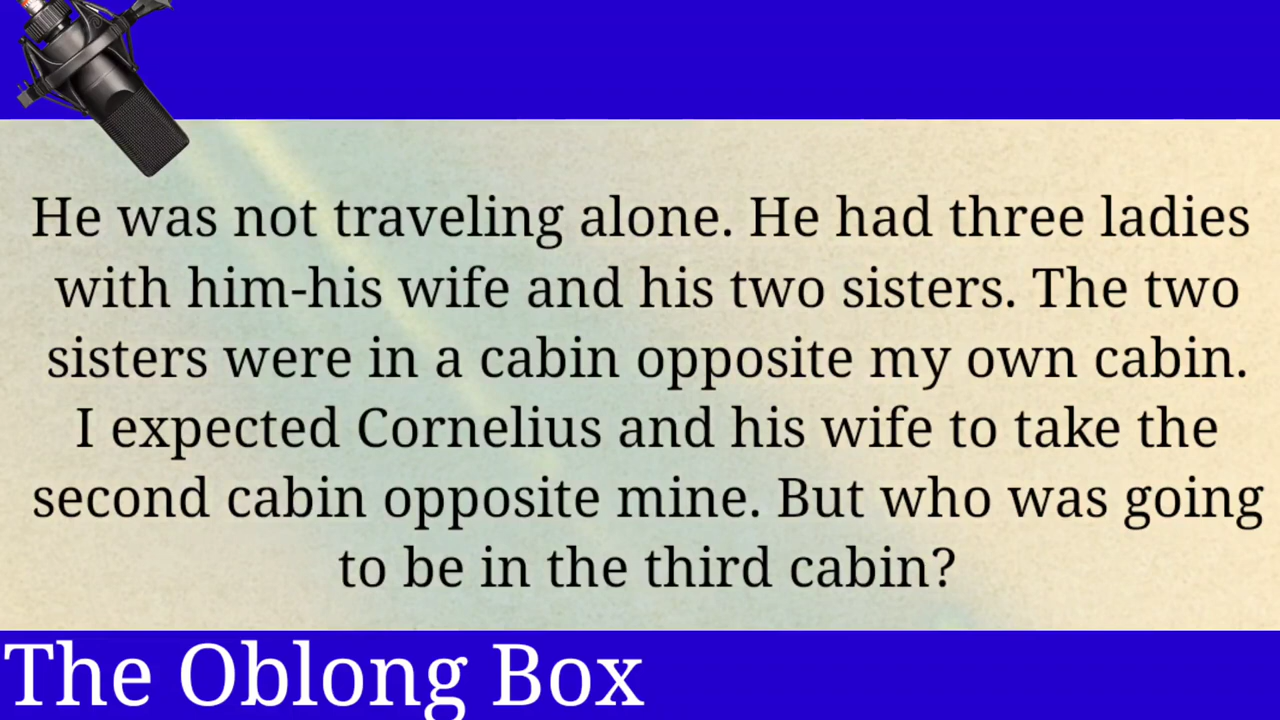 He was not traveling alone. He had three ladies
with him-his wife and his two sisters. The two
sisters were in a cabin opposite my own cabin.
I expected Cornelius and his wife to take the
second cabin opposite mine. But who was going
to be in the third cabin?
The Oblong Box